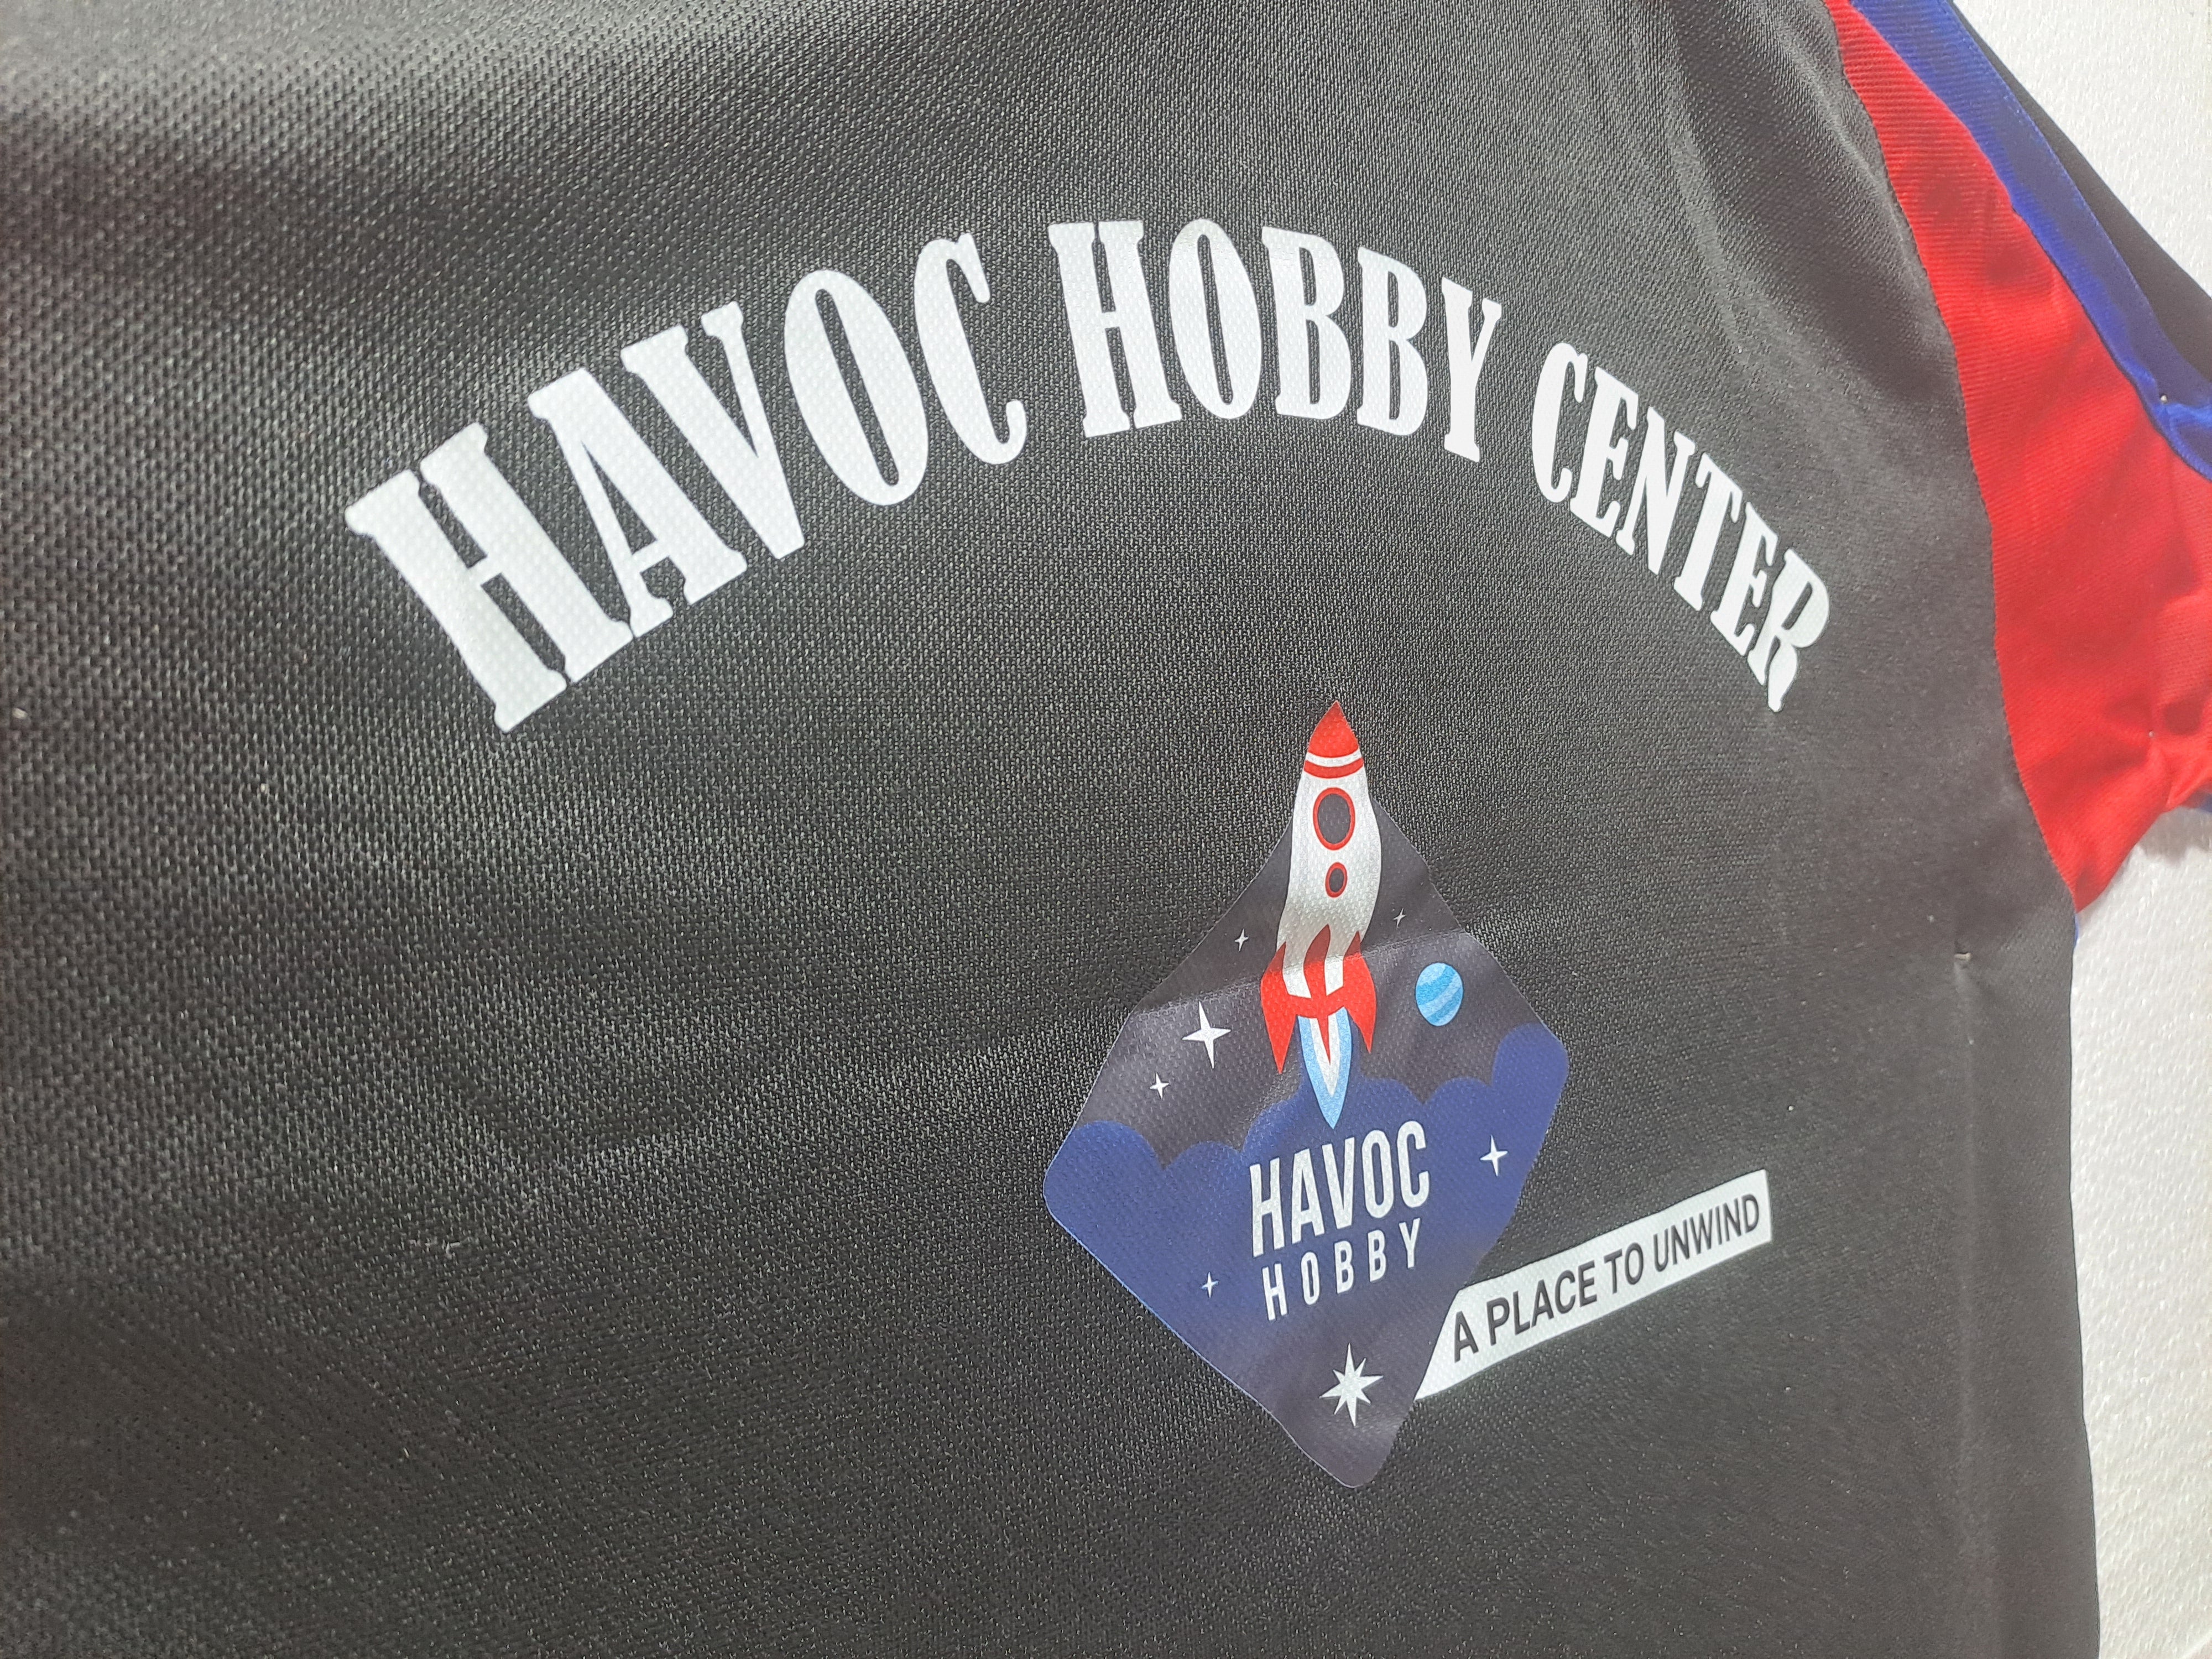 HAVOC HOBBY CENTER
HAVOC
HOBBY
A PLACE TO UNWIND